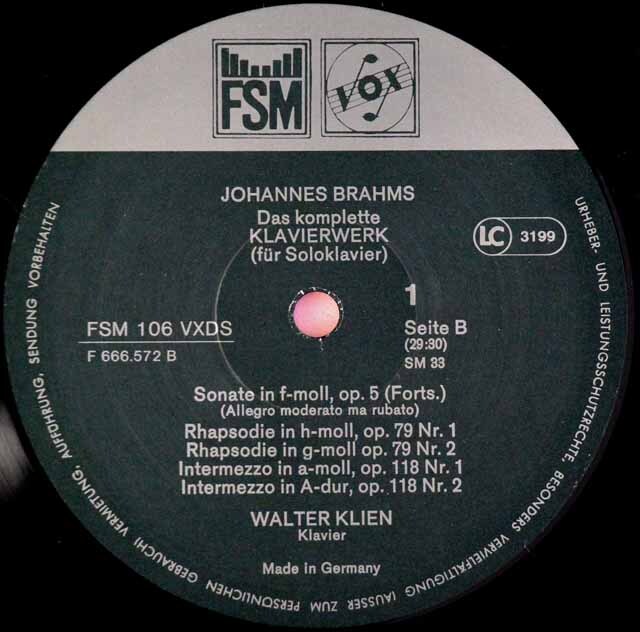 FSM
VOX
JOHANNES BRAHMS
Das komplette
KLAVIERWERK
(für Soloklavier)
LC 3199
1
FSM 106 VXDS
Seite B
F 666.572 B
(29:30)
SM 33
Sonate in f-moll, op. 5 (Forts.)
(Allegro moderato ma rubato)
Rhapsodie in h-moll, op. 79 Nr. 1
Rhapsodie in g-moll op. 79 Nr. 2
Intermezzo in a-moll, op. 118 Nr. 1
Intermezzo in A-dur, op. 118 Nr. 2
WALTER KLIEN
Klavier
Made in Germany
URHEBER- UND LEISTUNGSSCHUTZRECHTE, BESONDERS VERVIELFÄLTIGUNG (AUSSER ZUM PERSÖNLICHEN GEBRAUCH) VERMIETUNG, AUFFÜHRUNG, SENDUNG VORBEHALTEN